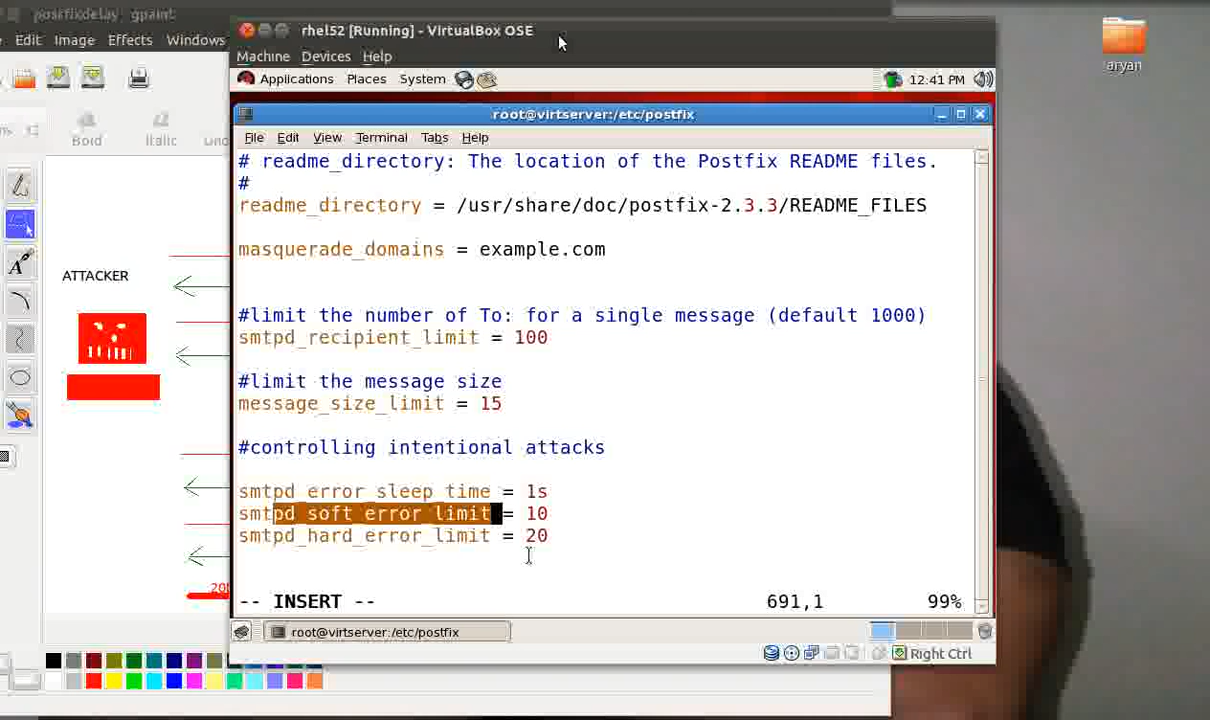 postfixdelay gpaint
Edit Image Effects Windows
Bold Italic
ATTACKER
rhel52 [Running] - VirtualBox OSE
Machine Devices Help
Applications Places System 12:41 PM
root@virtserver:/etc/postfix
File Edit View Terminal Tabs Help
# readme_directory: The location of the Postfix README files.
#
readme_directory = /usr/share/doc/postfix-2.3.3/README_FILES
masquerade_domains = example.com
#limit the number of To: for a single message (default 1000)
smtpd_recipient_limit = 100
#limit the message size
message_size_limit = 15
#controlling intentional attacks
smtpd_error_sleep_time = 1s
smtpd_soft_error_limit = 10
smtpd_hard_error_limit = 20
-- INSERT -- 691,1 99%
root@virtserver:/etc/postfix
Right Ctrl
aryan